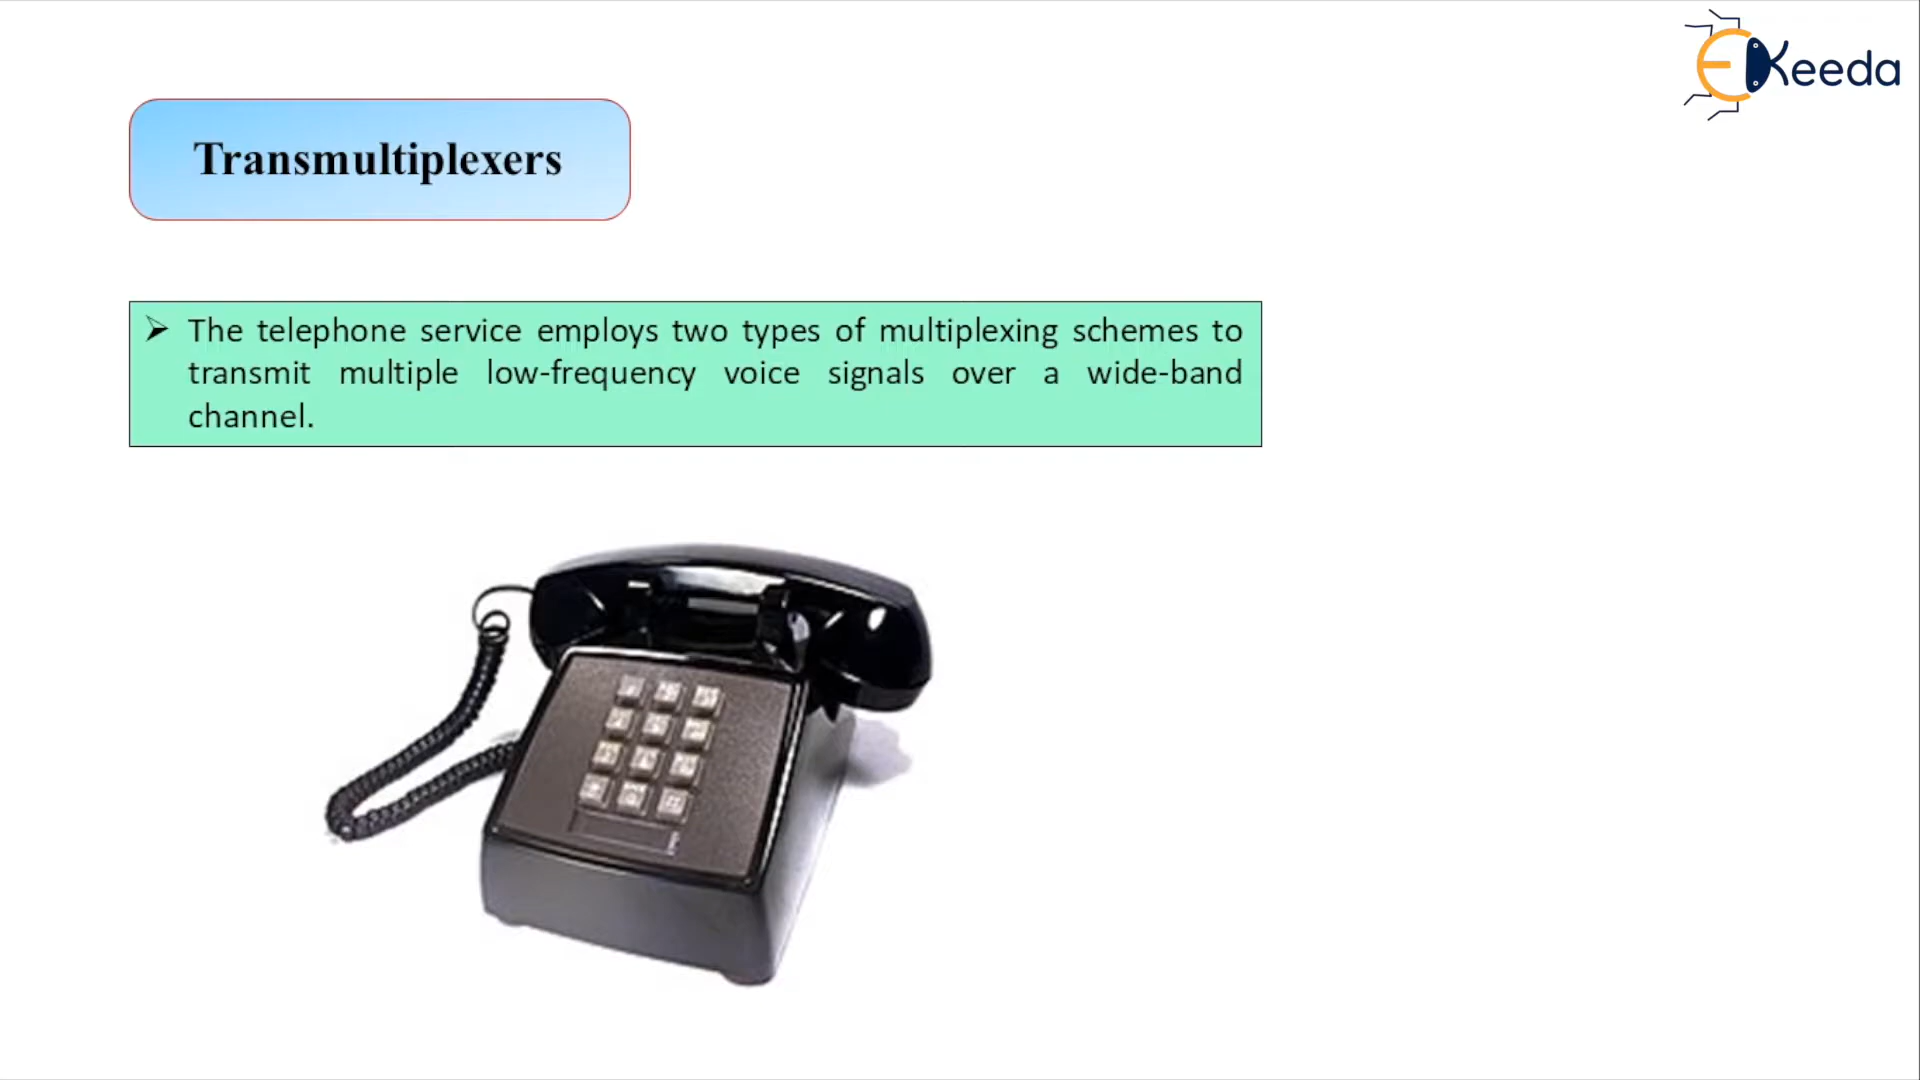 EKeeda
Transmultiplexers
➢ The telephone service employs two types of multiplexing schemes to
transmit multiple low-frequency voice signals over a wide-band
channel.